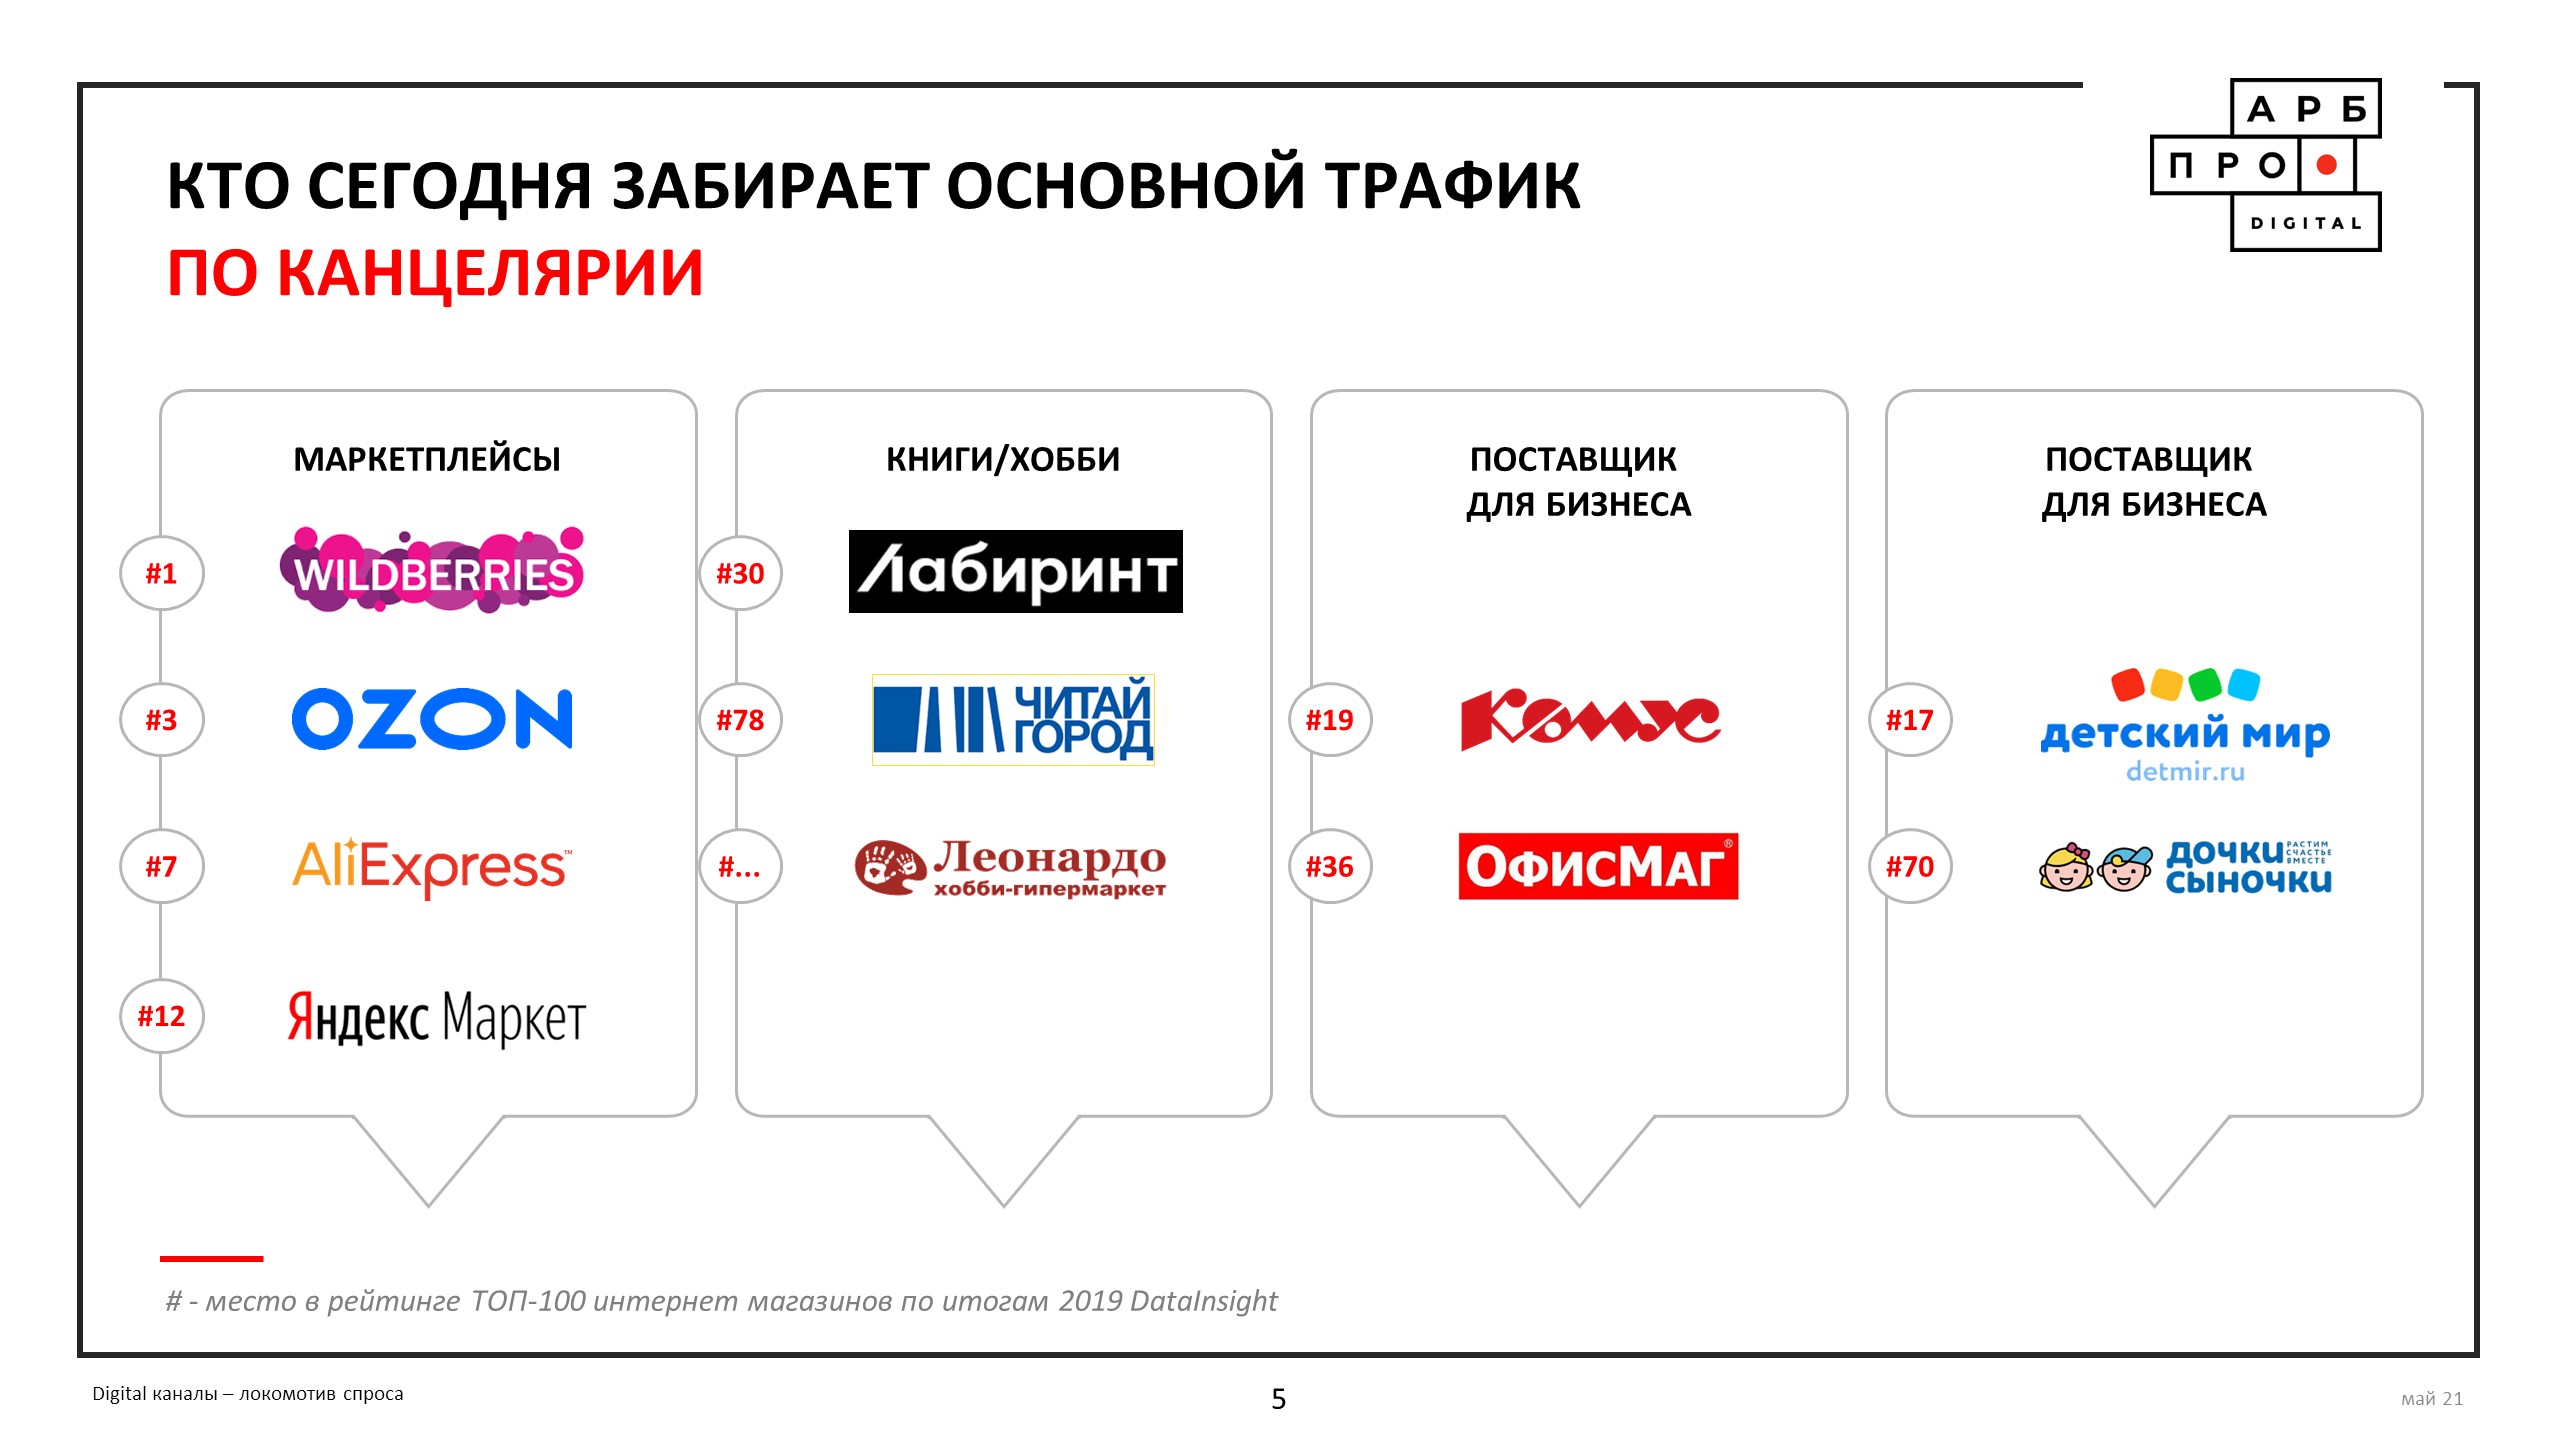 АРБ
ПРО
DIGITAL
КТО СЕГОДНЯ ЗАБИРАЕТ ОСНОВНОЙ ТРАФИК
ПО КАНЦЕЛЯРИИ
МАРКЕТПЛЕЙСЫ
#1
WILDBERRIES
#3
OZON
#7
AliExpress™
#12
Яндекс Маркет
КНИГИ/ХОББИ
#30
Лабиринт
#78
ЧИТАЙ
ГОРОД
#...
Леонардо
хобби-гипермаркет
ПОСТАВЩИК
ДЛЯ БИЗНЕСА
#19
Комус
#36
ОФИСМАГ®
ПОСТАВЩИК
ДЛЯ БИЗНЕСА
#17
детский мир
detmir.ru
#70
ДОЧКИ
СЫНОЧКИ
РАСТИМ
СЧАСТЬЕ
ВМЕСТЕ
# - место в рейтинге ТОП-100 интернет магазинов по итогам 2019 DataInsight
Digital каналы – локомотив спроса
5
май 21